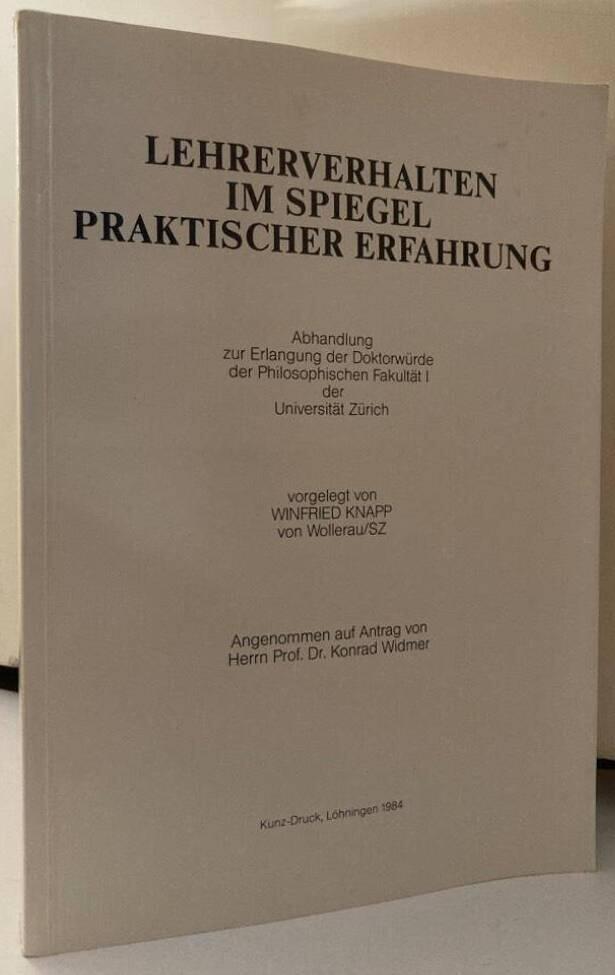 LEHRERVERHALTEN
IM SPIEGEL
PRAKTISCHER ERFAHRUNG
Abhandlung
zur Erlangung der Doktorwürde
der Philosophischen Fakultät I
der
Universität Zürich
vorgelegt von
WINFRIED KNAPP
von Wollerau/SZ
Angenommen auf Antrag von
Herrn Prof. Dr. Konrad Widmer
Kunz-Druck, Löhningen 1984